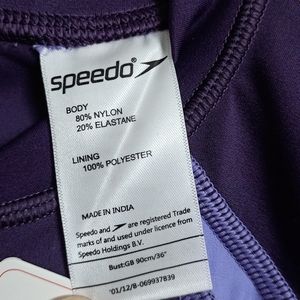 speedo
BODY
80% NYLON
20% ELASTANE
LINING
100% POLYESTER
MADE IN INDIA
Speedo and are registered Trade
marks of and used under licence from
Speedo Holdings B.V.
Bust:GB 90cm/36"
'01/12/B-069937839